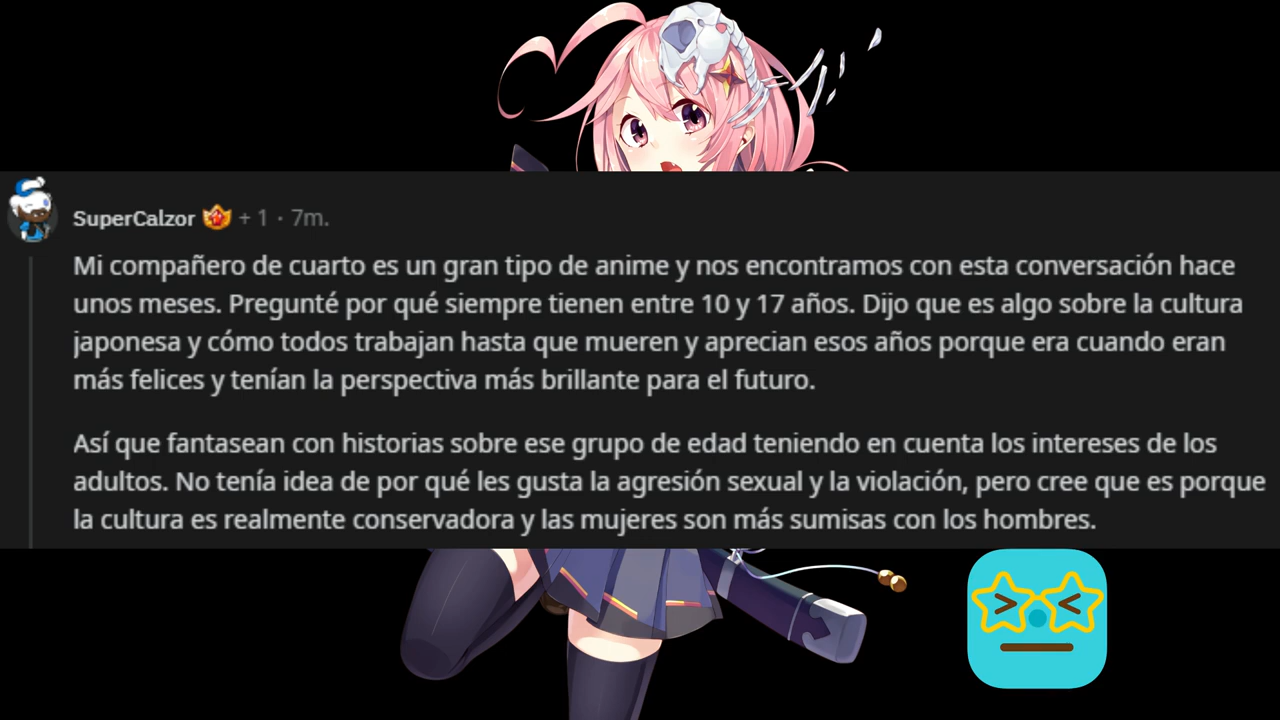 SuperCalzor + 1 · 7m.
Mi compañero de cuarto es un gran tipo de anime y nos encontramos con esta conversación hace
unos meses. Pregunté por qué siempre tienen entre 10 y 17 años. Dijo que es algo sobre la cultura
japonesa y cómo todos trabajan hasta que mueren y aprecian esos años porque era cuando eran
más felices y tenían la perspectiva más brillante para el futuro.
Así que fantasean con historias sobre ese grupo de edad teniendo en cuenta los intereses de los
adultos. No tenía idea de por qué les gusta la agresión sexual y la violación, pero cree que es porque
la cultura es realmente conservadora y las mujeres son más sumisas con los hombres.